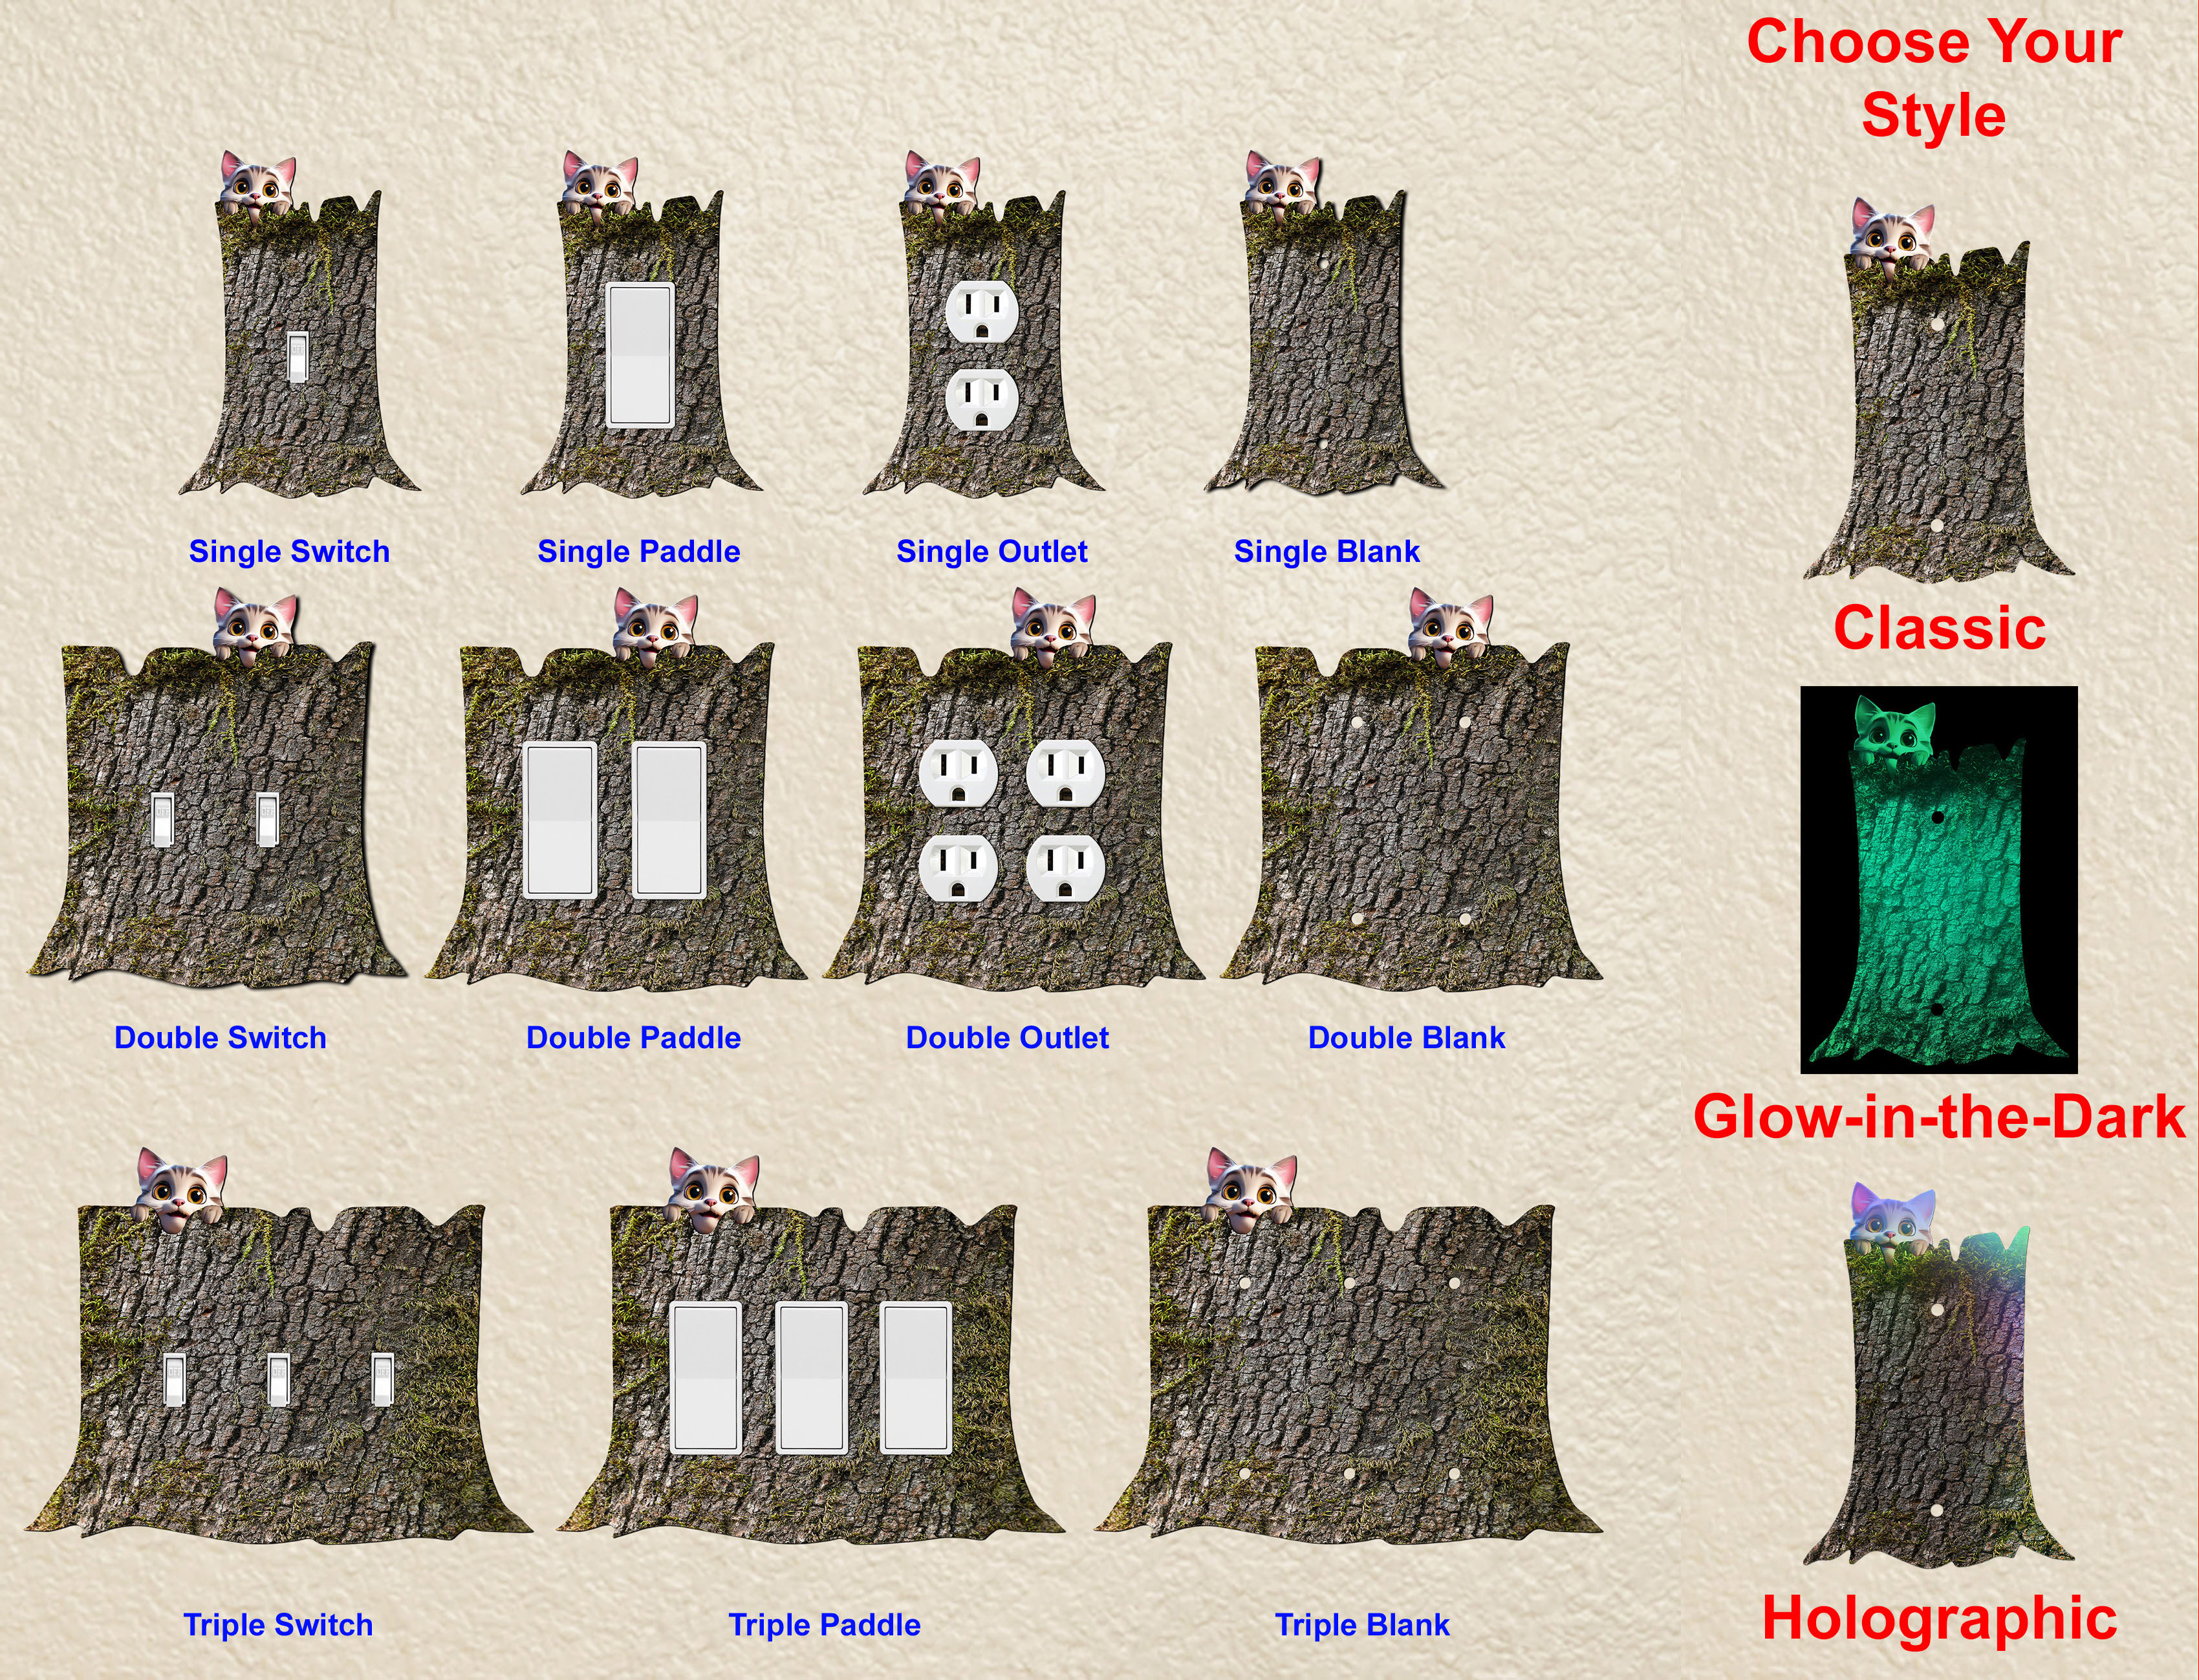 Choose Your
Style
Single Switch
Single Paddle
Single Outlet
Single Blank
Classic
Double Switch
Double Paddle
Double Outlet
Double Blank
Glow-in-the-Dark
Triple Switch
Triple Paddle
Triple Blank
Holographic